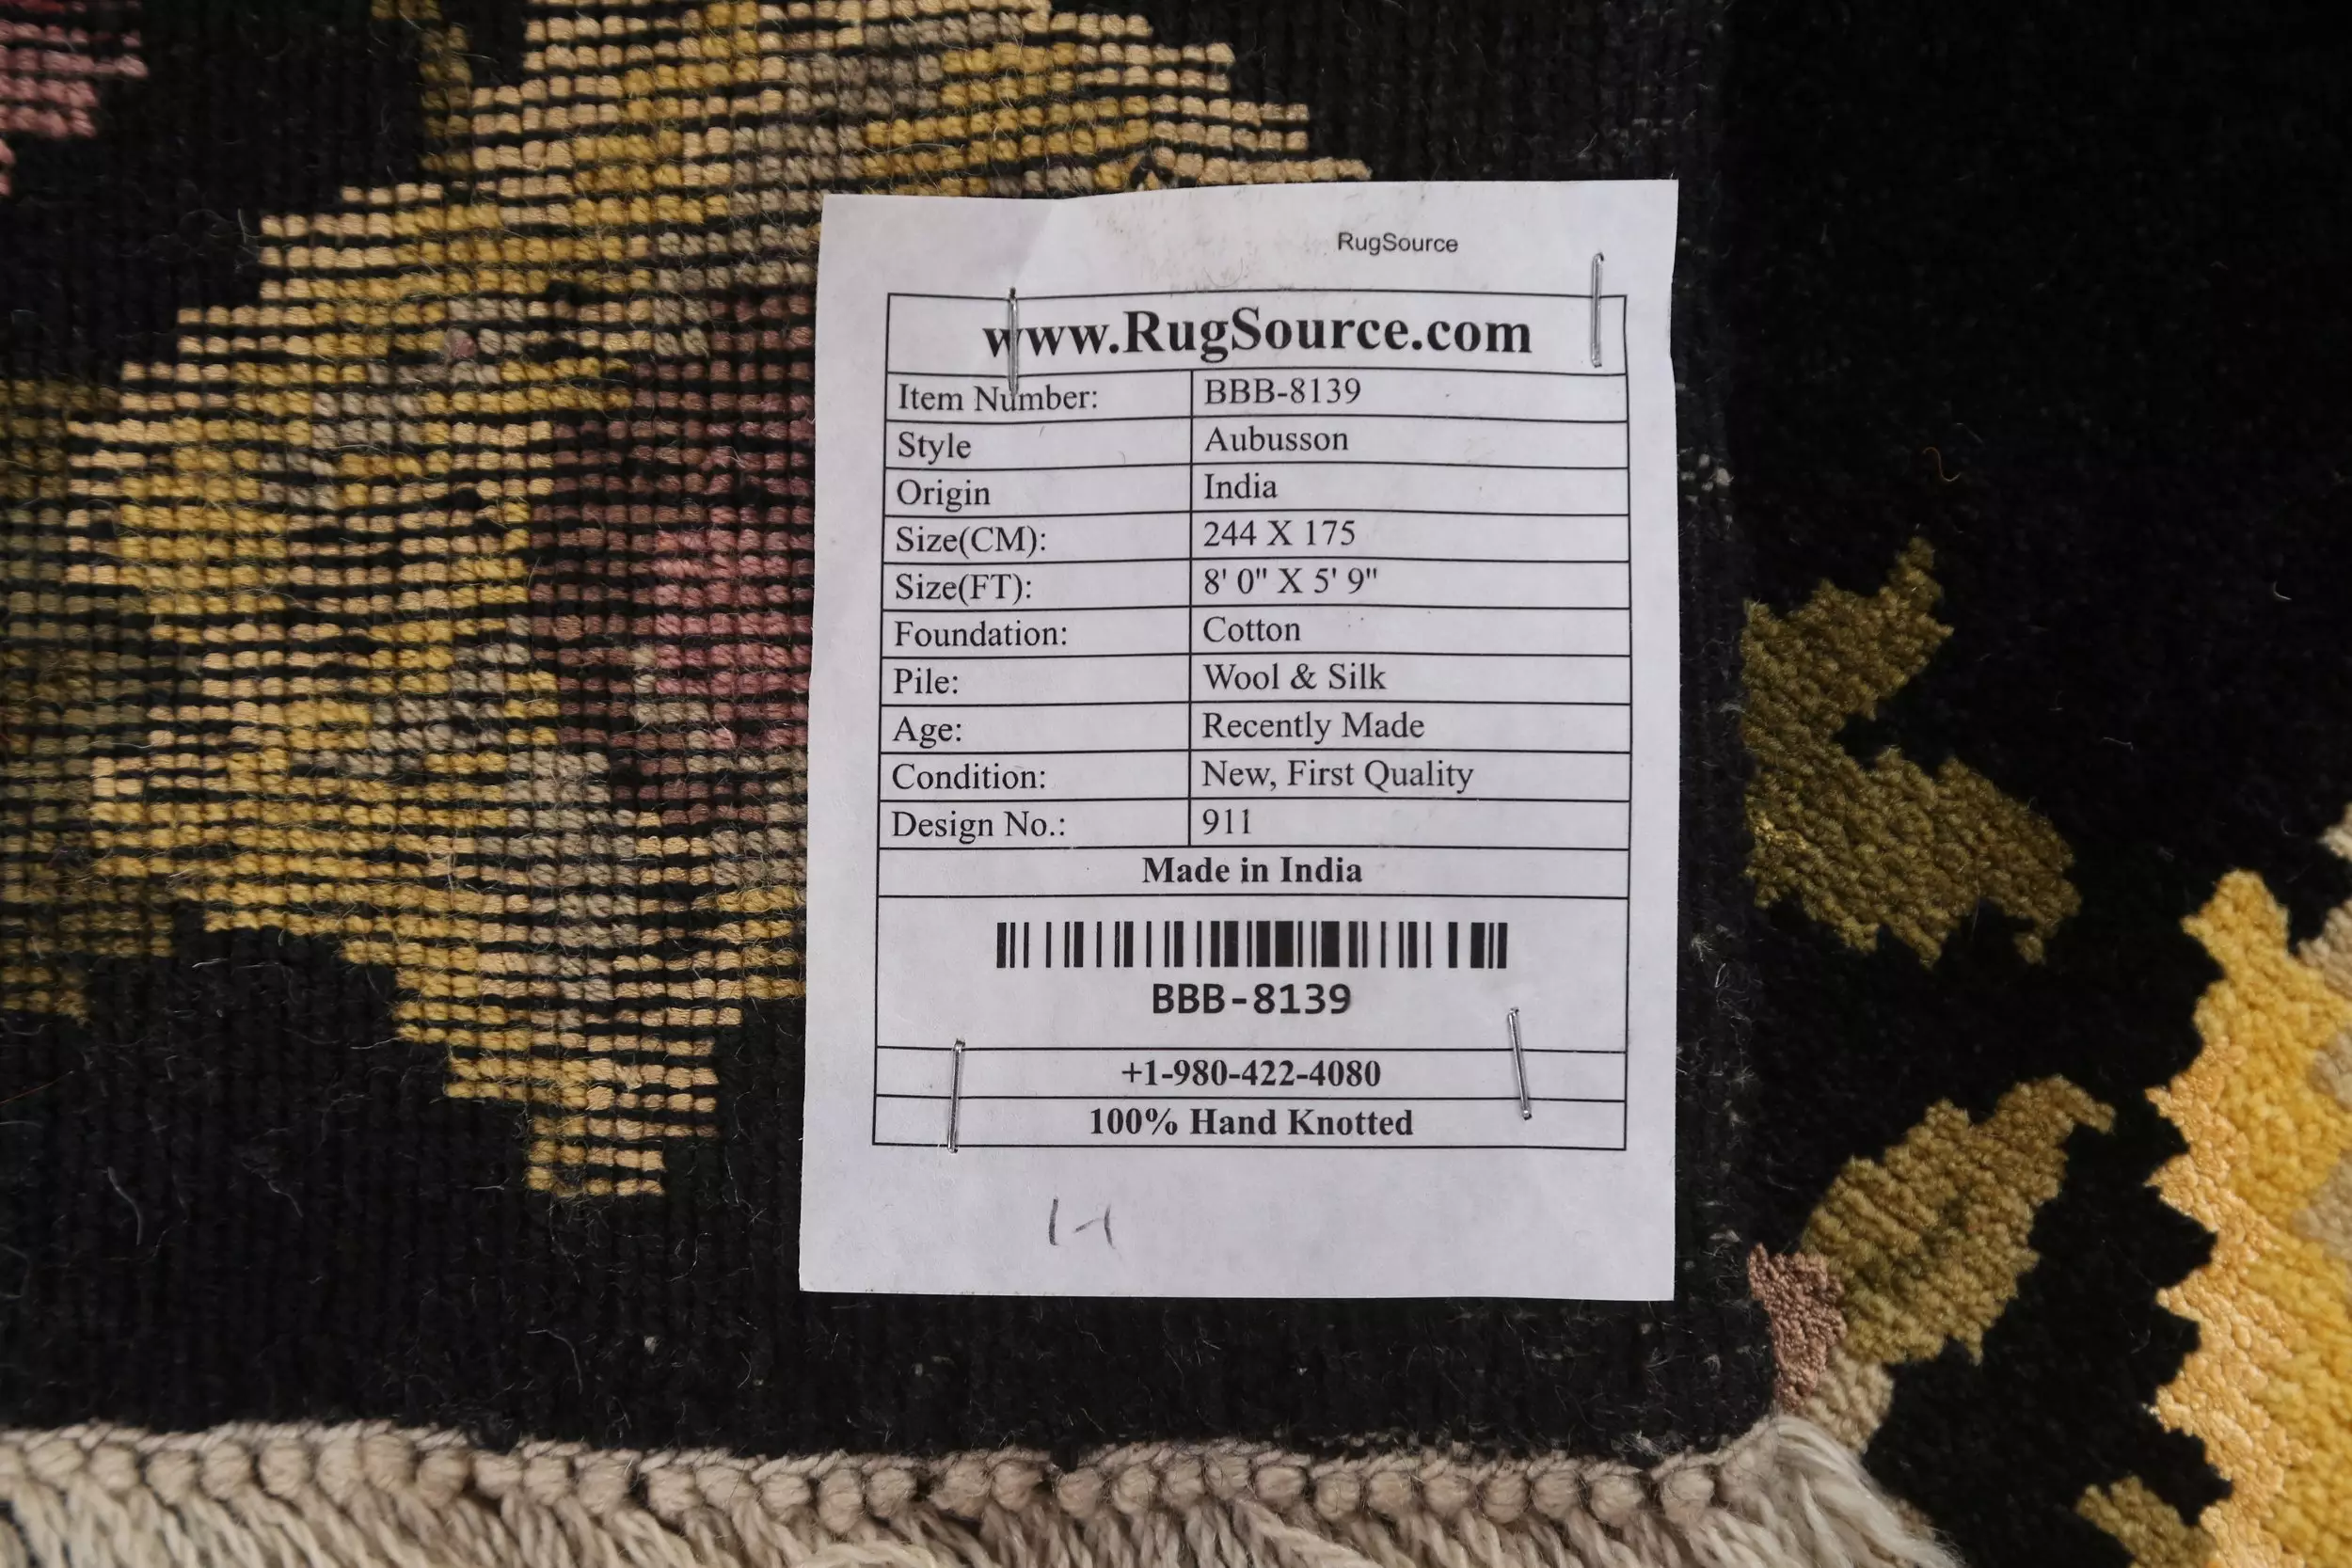 RugSource
www.RugSource.com
Item Number: BBB-8139
Style Aubusson
Origin India
Size(CM): 244 X 175
Size(FT): 8' 0" X 5' 9"
Foundation: Cotton
Pile: Wool & Silk
Age: Recently Made
Condition: New, First Quality
Design No.: 911
Made in India
BBB-8139
+1-980-422-4080
100% Hand Knotted